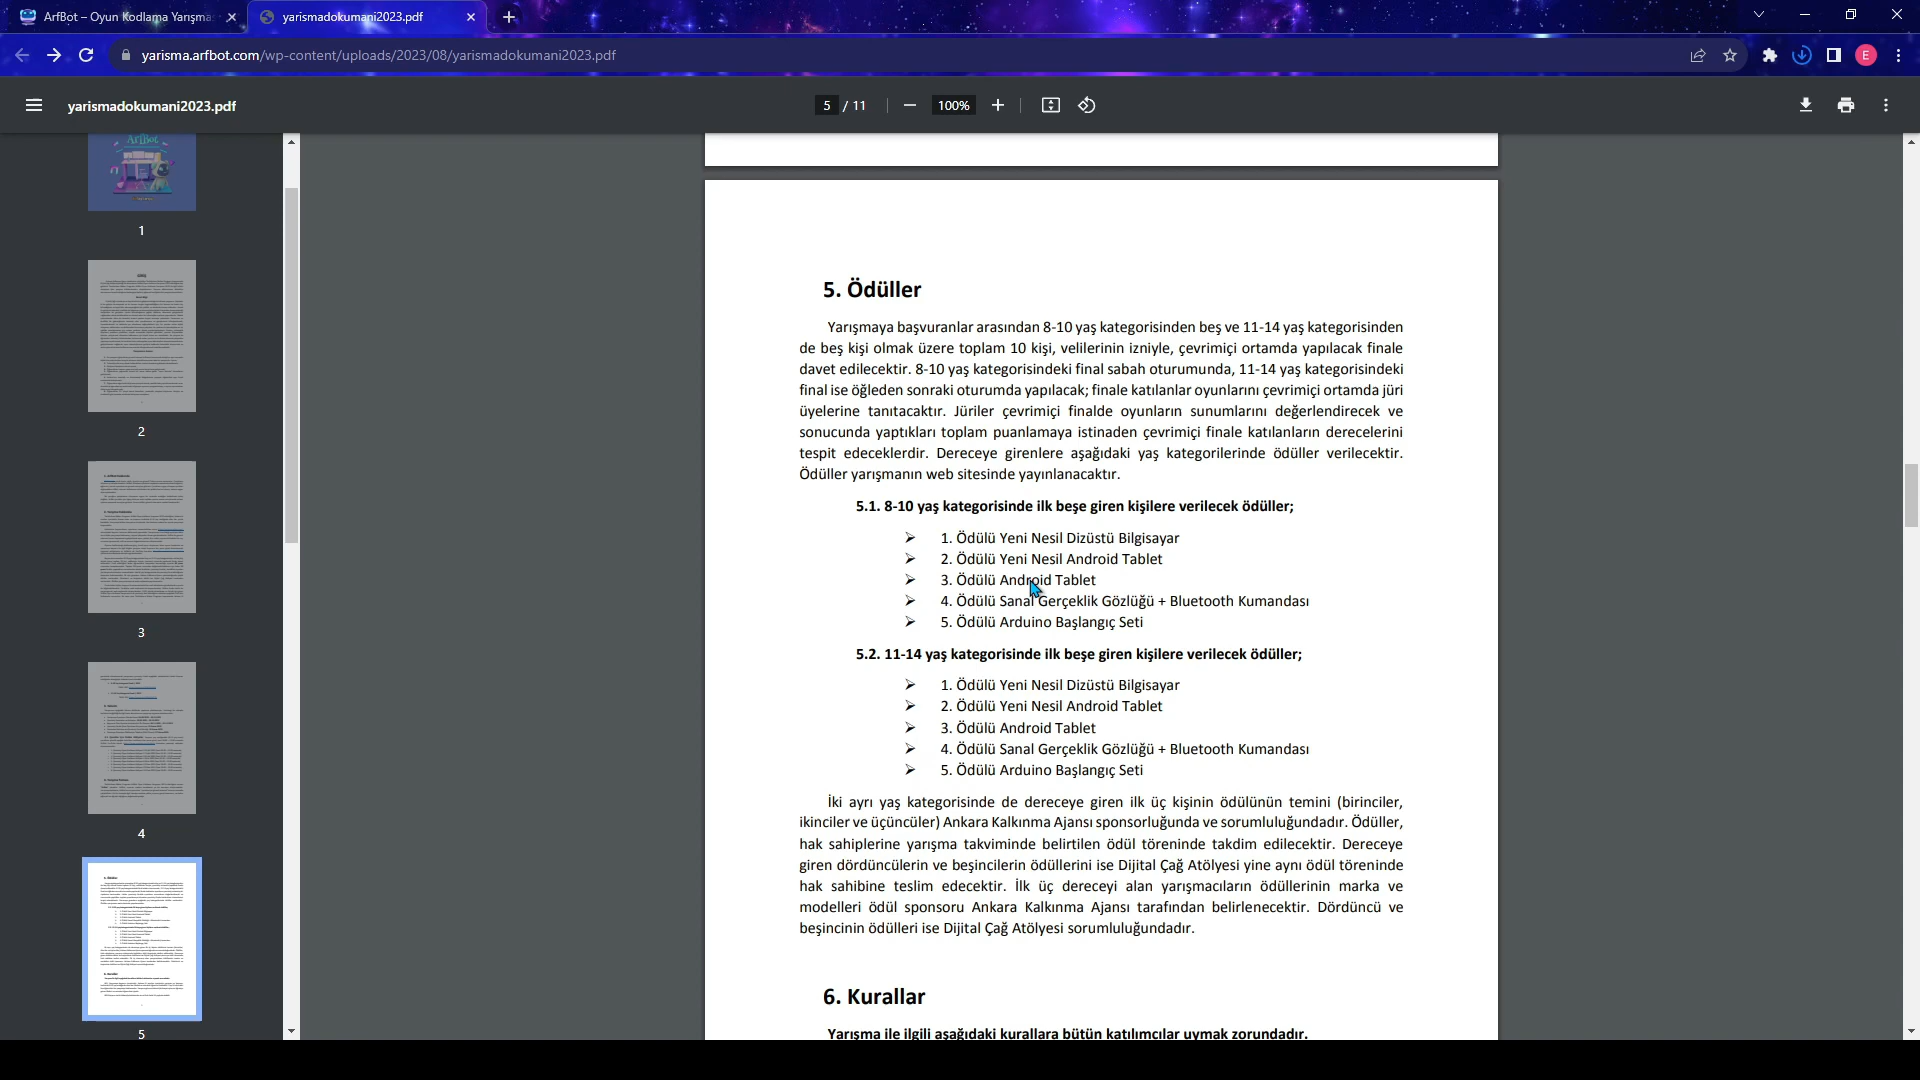 ArfBot – Oyun Kodlama Yarışma
yarismadokumani2023.pdf
yarisma.arfbot.com/wp-content/uploads/2023/08/yarismadokumani2023.pdf
E
yarismadokumani2023.pdf
5 / 11
100%
ArfBot
1
2
3
4
5
5. Ödüller
Yarışmaya başvuranlar arasından 8-10 yaş kategorisinden beş ve 11-14 yaş kategorisinden
de beş kişi olmak üzere toplam 10 kişi, velilerinin izniyle, çevrimiçi ortamda yapılacak finale
davet edilecektir. 8-10 yaş kategorisindeki final sabah oturumunda, 11-14 yaş kategorisindeki
final ise öğleden sonraki oturumda yapılacak; finale katılanlar oyunlarını çevrimiçi ortamda jüri
üyelerine tanıtacaktır. Jüriler çevrimiçi finalde oyunların sunumlarını değerlendirecek ve
sonucunda yaptıkları toplam puanlamaya istinaden çevrimiçi finale katılanların derecelerini
tespit edeceklerdir. Dereceye girenlere aşağıdaki yaş kategorilerinde ödüller verilecektir.
Ödüller yarışmanın web sitesinde yayınlanacaktır.
5.1. 8-10 yaş kategorisinde ilk beşe giren kişilere verilecek ödüller;
1. Ödülü Yeni Nesil Dizüstü Bilgisayar
2. Ödülü Yeni Nesil Android Tablet
3. Ödülü Android Tablet
4. Ödülü Sanal Gerçeklik Gözlüğü + Bluetooth Kumandası
5. Ödülü Arduino Başlangıç Seti
5.2. 11-14 yaş kategorisinde ilk beşe giren kişilere verilecek ödüller;
1. Ödülü Yeni Nesil Dizüstü Bilgisayar
2. Ödülü Yeni Nesil Android Tablet
3. Ödülü Android Tablet
4. Ödülü Sanal Gerçeklik Gözlüğü + Bluetooth Kumandası
5. Ödülü Arduino Başlangıç Seti
İki ayrı yaş kategorisinde de dereceye giren ilk üç kişinin ödülünün temini (birinciler,
ikinciler ve üçüncüler) Ankara Kalkınma Ajansı sponsorluğunda ve sorumluluğundadır. Ödüller,
hak sahiplerine yarışma takviminde belirtilen ödül töreninde takdim edilecektir. Dereceye
giren dördüncülerin ve beşincilerin ödüllerini ise Dijital Çağ Atölyesi yine aynı ödül töreninde
hak sahibine teslim edecektir. İlk üç dereceyi alan yarışmacıların ödüllerinin marka ve
modelleri ödül sponsoru Ankara Kalkınma Ajansı tarafından belirlenecektir. Dördüncü ve
beşincinin ödülleri ise Dijital Çağ Atölyesi sorumluluğundadır.
6. Kurallar
Yarışma ile ilgili aşağıdaki kurallara bütün katılımcılar uymak zorundadır.